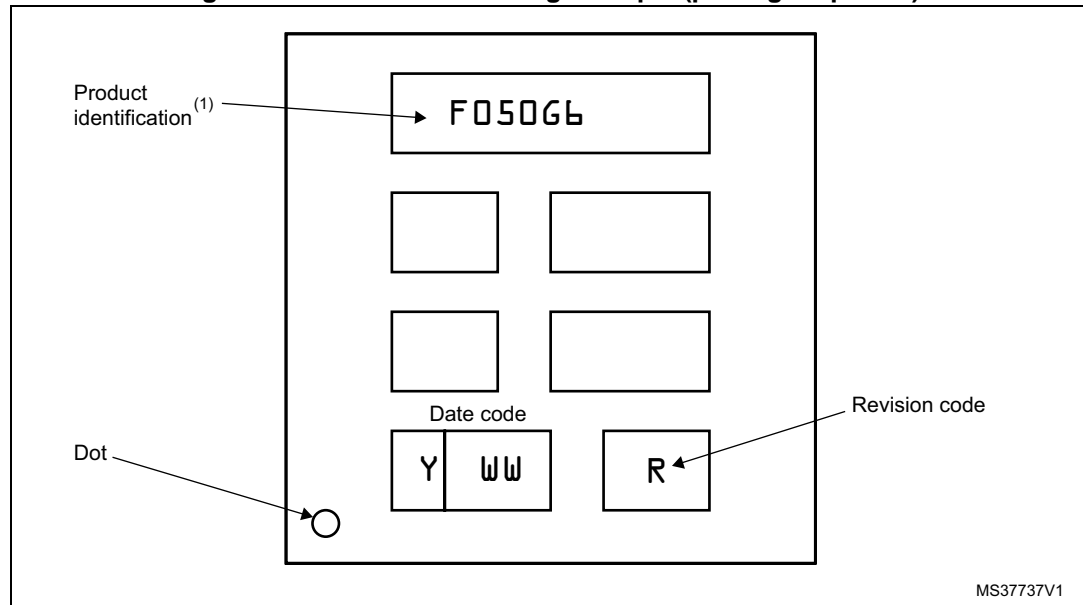 Product
identification(1)
F050G6
Date code
Y WW
R
Revision code
Dot
MS37737V1